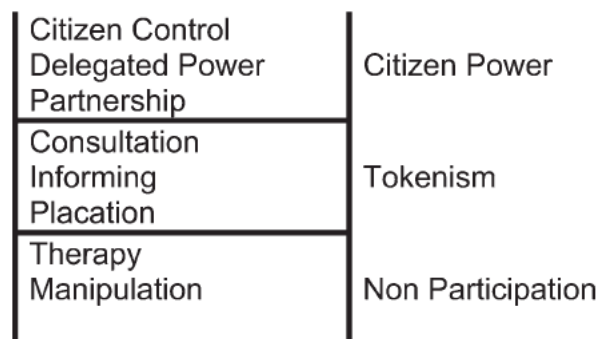 Citizen Control
Delegated Power
Partnership
Citizen Power
Consultation
Informing
Placation
Tokenism
Therapy
Manipulation
Non Participation